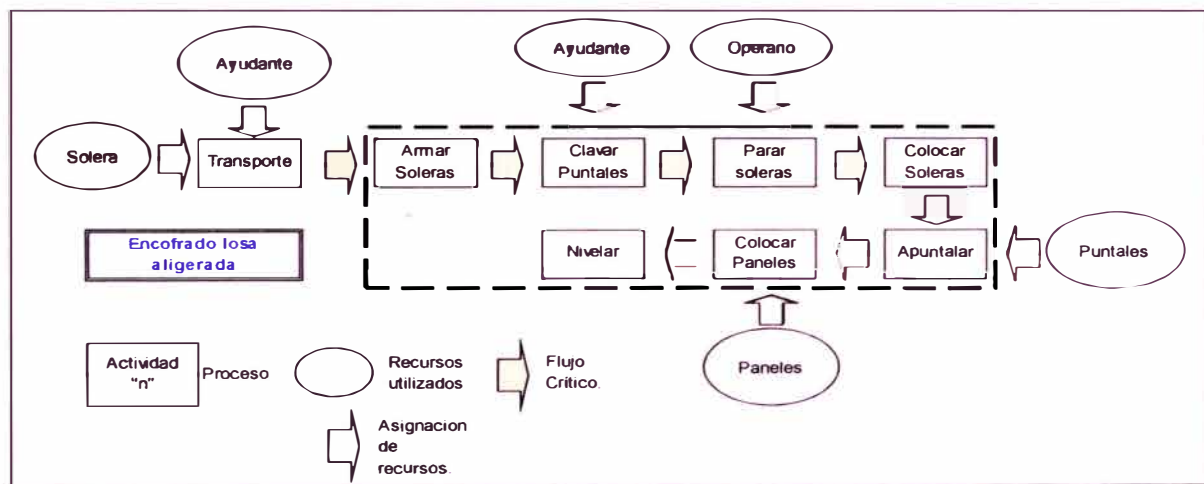 Ayudante
Ayudante
Operano
Solera
Transporte
Armar
Soleras
Clavar
Puntales
Parar
soleras
Colocar
Soleras
Encofrado losa
aligerada
Nivelar
Colocar
Paneles
Apuntalar
Puntales
Paneles
Actividad
"n"
Proceso
Recursos
utilizados
Flujo
Crítico.
Asignacion
de
recursos.